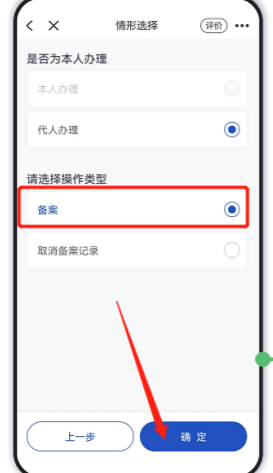 情形选择 评价
是否为本人办理
本人办理
代人办理
请选择操作类型
备案
取消备案记录
上一步 确定